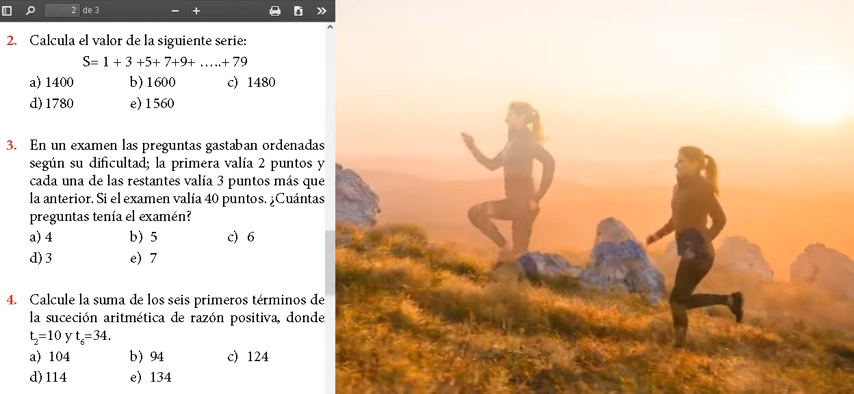 2 de 3
2. Calcula el valor de la siguiente serie:
S= 1 + 3 +5+ 7+9+ …..+ 79
a) 1400 b) 1600 c) 1480
d) 1780 e) 1560
3. En un examen las preguntas gastaban ordenadas
según su dificultad; la primera valía 2 puntos y
cada una de las restantes valía 3 puntos más que
la anterior. Si el examen valía 40 puntos. ¿Cuántas
preguntas tenía el examén?
a) 4 b) 5 c) 6
d) 3 e) 7
4. Calcule la suma de los seis primeros términos de
la suceción aritmética de razón positiva, donde
t₂=10 y t₆=34.
a) 104 b) 94 c) 124
d) 114 e) 134